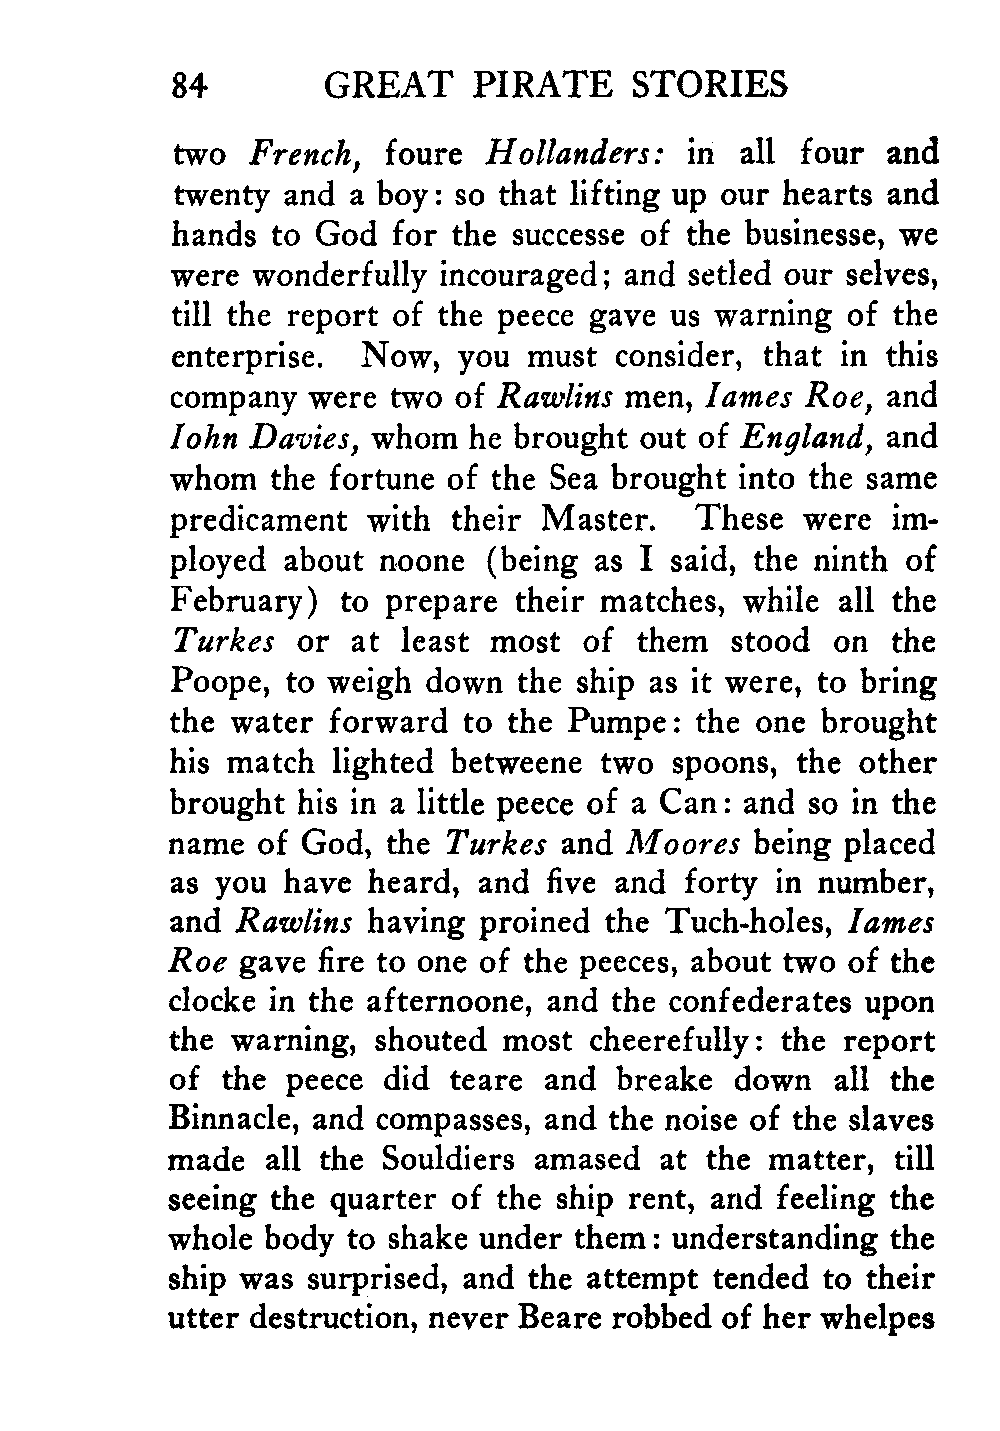 84 GREAT PIRATE STORIES
two French, foure Hollanders: in all four and
twenty and a boy: so that lifting up our hearts and
hands to God for the successe of the businesse, we
were wonderfully incouraged; and setled our selves,
till the report of the peece gave us warning of the
enterprise. Now, you must consider, that in this
company were two of Rawlins men, Iames Roe, and
Iohn Davies, whom he brought out of England, and
whom the fortune of the Sea brought into the same
predicament with their Master. These were im-
ployed about noone (being as I said, the ninth of
February) to prepare their matches, while all the
Turkes or at least most of them stood on the
Poope, to weigh down the ship as it were, to bring
the water forward to the Pumpe: the one brought
his match lighted betweene two spoons, the other
brought his in a little peece of a Can: and so in the
name of God, the Turkes and Moores being placed
as you have heard, and five and forty in number,
and Rawlins having proined the Tuch-holes, Iames
Roe gave fire to one of the peeces, about two of the
clocke in the afternoone, and the confederates upon
the warning, shouted most cheerefully: the report
of the peece did teare and breake down all the
Binnacle, and compasses, and the noise of the slaves
made all the Souldiers amased at the matter, till
seeing the quarter of the ship rent, and feeling the
whole body to shake under them: understanding the
ship was surprised, and the attempt tended to their
utter destruction, never Beare robbed of her whelpes